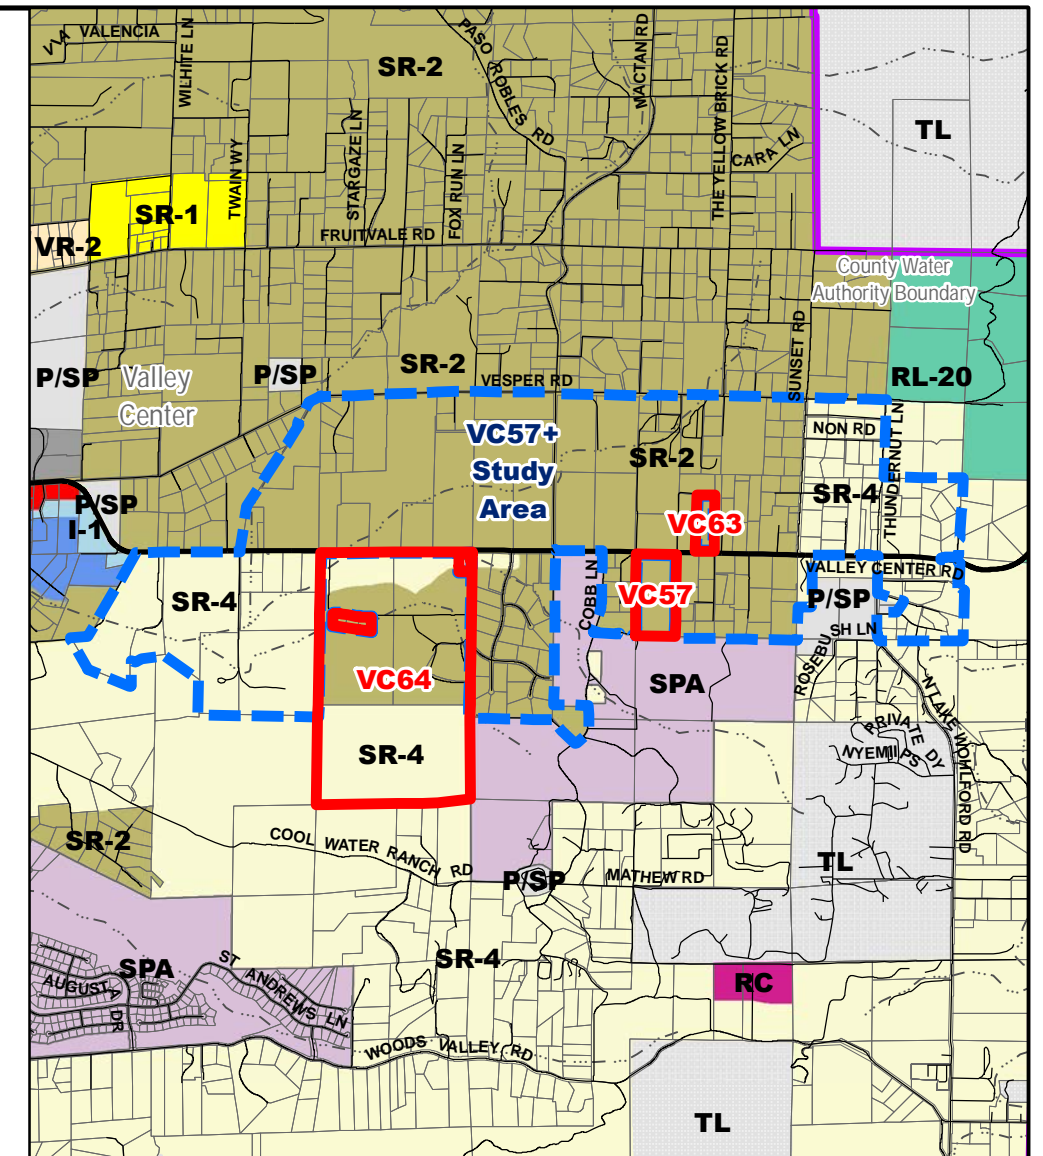 VIA VALENCIA
WILHITE LN
SR-2
PASO ROBLES RD
MACTAN RD
THE YELLOW BRICK RD
CARA LN
TL
STARGAZE LN
FOX RUN LN
TWAIN WY
SR-1
VR-2
FRUITVALE RD
County Water
Authority Boundary
SUNSET RD
P/SP
Valley
Center
P/SP
SR-2
VESPER RD
RL-20
VC57+
Study
Area
SR-2
NON RD
SR-4
THUNDERNUT LN
P/SP
I-1
VC63
SR-4
COBB LN
VC57
VALLEY CENTER RD
P/SP
ROSEBUSH LN
VC64
SPA
SR-4
N LAKE WOHLFORD RD
PRIVATE DY
NYEMII PS
SR-2
COOL WATER RANCH RD
P/SP
MATHEW RD
TL
SPA
ST ANDREWS LN
AUGUSTA DR
SR-4
RC
WOODS VALLEY RD
TL